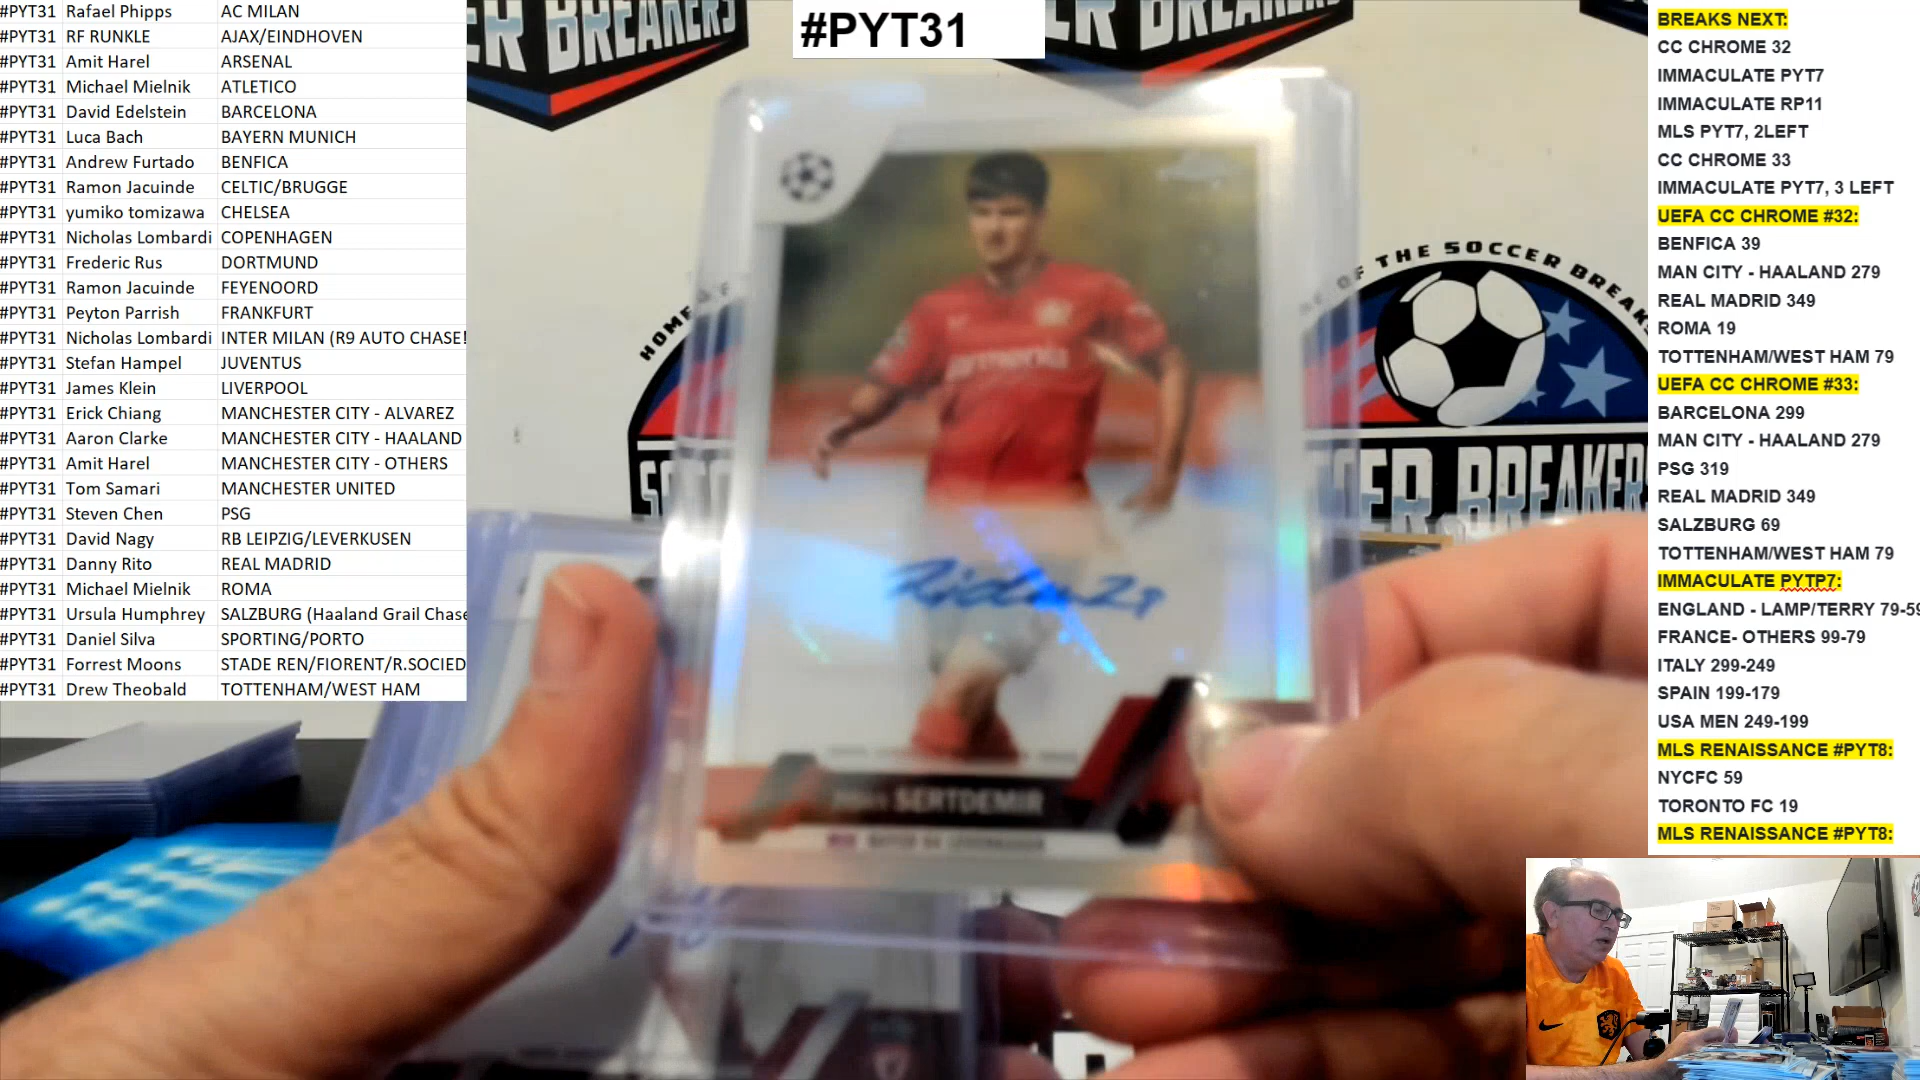 #PYT31 Rafael Phipps AC MILAN
#PYT31 RF RUNKLE AJAX/EINDHOVEN
#PYT31 Amit Harel ARSENAL
#PYT31 Michael Mielnik ATLETICO
#PYT31 David Edelstein BARCELONA
#PYT31 Luca Bach BAYERN MUNICH
#PYT31 Andrew Furtado BENFICA
#PYT31 Ramon Jacuinde CELTIC/BRUGGE
#PYT31 yumiko tomizawa CHELSEA
#PYT31 Nicholas Lombardi COPENHAGEN
#PYT31 Frederic Rus DORTMUND
#PYT31 Ramon Jacuinde FEYENOORD
#PYT31 Peyton Parrish FRANKFURT
#PYT31 Nicholas Lombardi INTER MILAN (R9 AUTO CHASE!
#PYT31 Stefan Hampel JUVENTUS
#PYT31 James Klein LIVERPOOL
#PYT31 Erick Chiang MANCHESTER CITY - ALVAREZ
#PYT31 Aaron Clarke MANCHESTER CITY - HAALAND
#PYT31 Amit Harel MANCHESTER CITY - OTHERS
#PYT31 Tom Samari MANCHESTER UNITED
#PYT31 Steven Chen PSG
#PYT31 David Nagy RB LEIPZIG/LEVERKUSEN
#PYT31 Danny Rito REAL MADRID
#PYT31 Michael Mielnik ROMA
#PYT31 Ursula Humphrey SALZBURG (Haaland Grail Chase
#PYT31 Daniel Silva SPORTING/PORTO
#PYT31 Forrest Moons STADE REN/FIORENT/R.SOCIED
#PYT31 Drew Theobald TOTTENHAM/WEST HAM
#PYT31
ER BREAKERS
ER BREAKERS
HOME
OF THE SOCCER BREAK
SOC
CER BREAKER
SERTDEMIR
BAYER 04 LEVERKUSEN
BREAKS NEXT:
CC CHROME 32
IMMACULATE PYT7
IMMACULATE RP11
MLS PYT7, 2LEFT
CC CHROME 33
IMMACULATE PYT7, 3 LEFT
UEFA CC CHROME #32:
BENFICA 39
MAN CITY - HAALAND 279
REAL MADRID 349
ROMA 19
TOTTENHAM/WEST HAM 79
UEFA CC CHROME #33:
BARCELONA 299
MAN CITY - HAALAND 279
PSG 319
REAL MADRID 349
SALZBURG 69
TOTTENHAM/WEST HAM 79
IMMACULATE PYTP7:
ENGLAND - LAMP/TERRY 79-59
FRANCE- OTHERS 99-79
ITALY 299-249
SPAIN 199-179
USA MEN 249-199
MLS RENAISSANCE #PYT8:
NYCFC 59
TORONTO FC 19
MLS RENAISSANCE #PYT8: